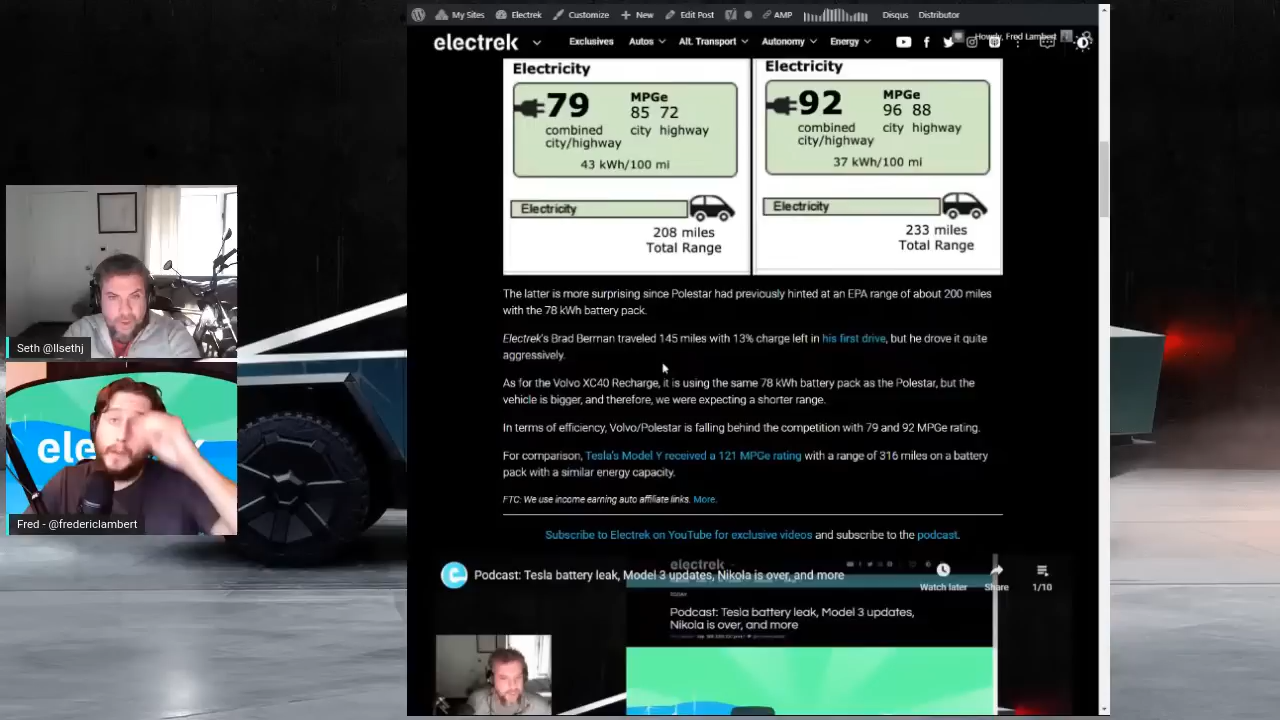 My Sites Electrek Customize New Edit Post AMP Disqus Distributor
Howdy, Fred Lambert
electrek Exclusives Autos Alt. Transport Autonomy Energy
Electricity
79
MPGe
85 72
combined city/highway
city highway
43 kWh/100 mi
Electricity
208 miles
Total Range
Electricity
92
MPGe
96 88
combined city/highway
city highway
37 kWh/100 mi
Electricity
233 miles
Total Range
The latter is more surprising since Polestar had previously hinted at an EPA range of about 200 miles
with the 78 kWh battery pack.
Electrek's Brad Berman traveled 145 miles with 13% charge left in his first drive, but he drove it quite
aggressively.
As for the Volvo XC40 Recharge, it is using the same 78 kWh battery pack as the Polestar, but the
vehicle is bigger, and therefore, we were expecting a shorter range.
In terms of efficiency, Volvo/Polestar is falling behind the competition with 79 and 92 MPGe rating.
For comparison, Tesla's Model Y received a 121 MPGe rating with a range of 316 miles on a battery
pack with a similar energy capacity.
FTC: We use income earning auto affiliate links. More.
Subscribe to Electrek on YouTube for exclusive videos and subscribe to the podcast.
electrek
Podcast: Tesla battery leak, Model 3 updates, Nikola is over, and more
Watch later Share 1/10
Podcast: Tesla battery leak, Model 3 updates,
Nikola is over, and more
Seth @llsethj
electrek
Fred - @fredericlambert